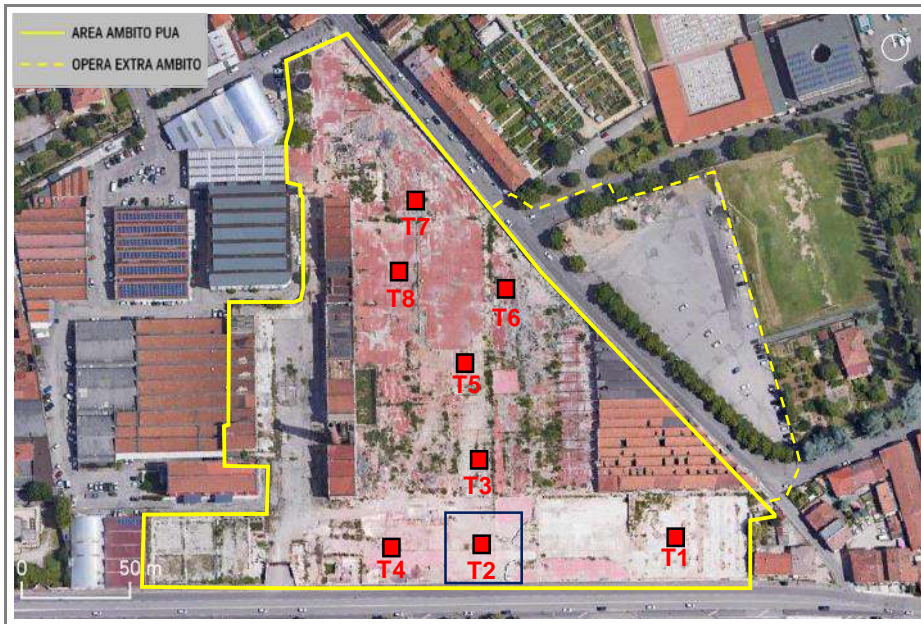 AREA AMBITO PUA
OPERA EXTRA AMBITO
T7
T8
T6
T5
T3
T4
T2
T1
0 50 m